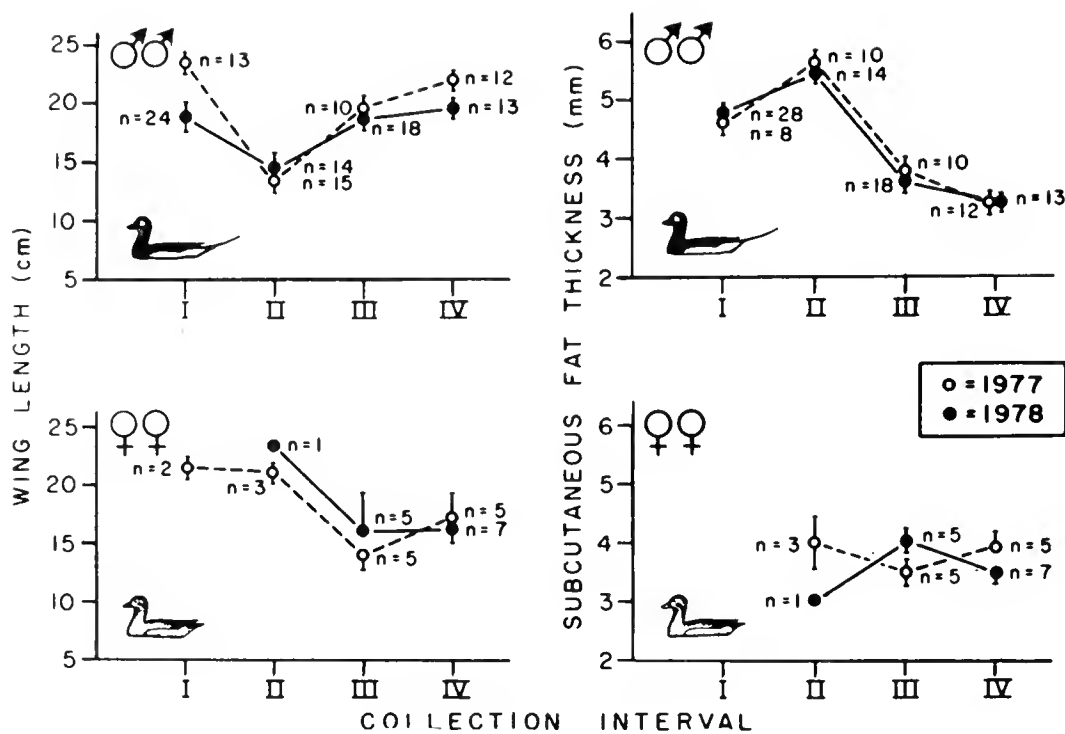 WING LENGTH (cm)
25
20
15
10
5
♂♂
n=13
n=24
n=14
n=15
n=10
n=18
n=12
n=13
I II III IV
SUBCUTANEOUS FAT THICKNESS (mm)
6
5
4
3
2
♂♂
n=28
n=8
n=10
n=14
n=10
n=18
n=12
n=13
I II III IV
○ = 1977
● = 1978
25
20
15
10
5
♀♀
n=2
n=3
n=1
n=5
n=5
n=5
n=7
I II III IV
6
5
4
3
2
♀♀
n=3
n=1
n=5
n=5
n=5
n=7
I II III IV
COLLECTION INTERVAL